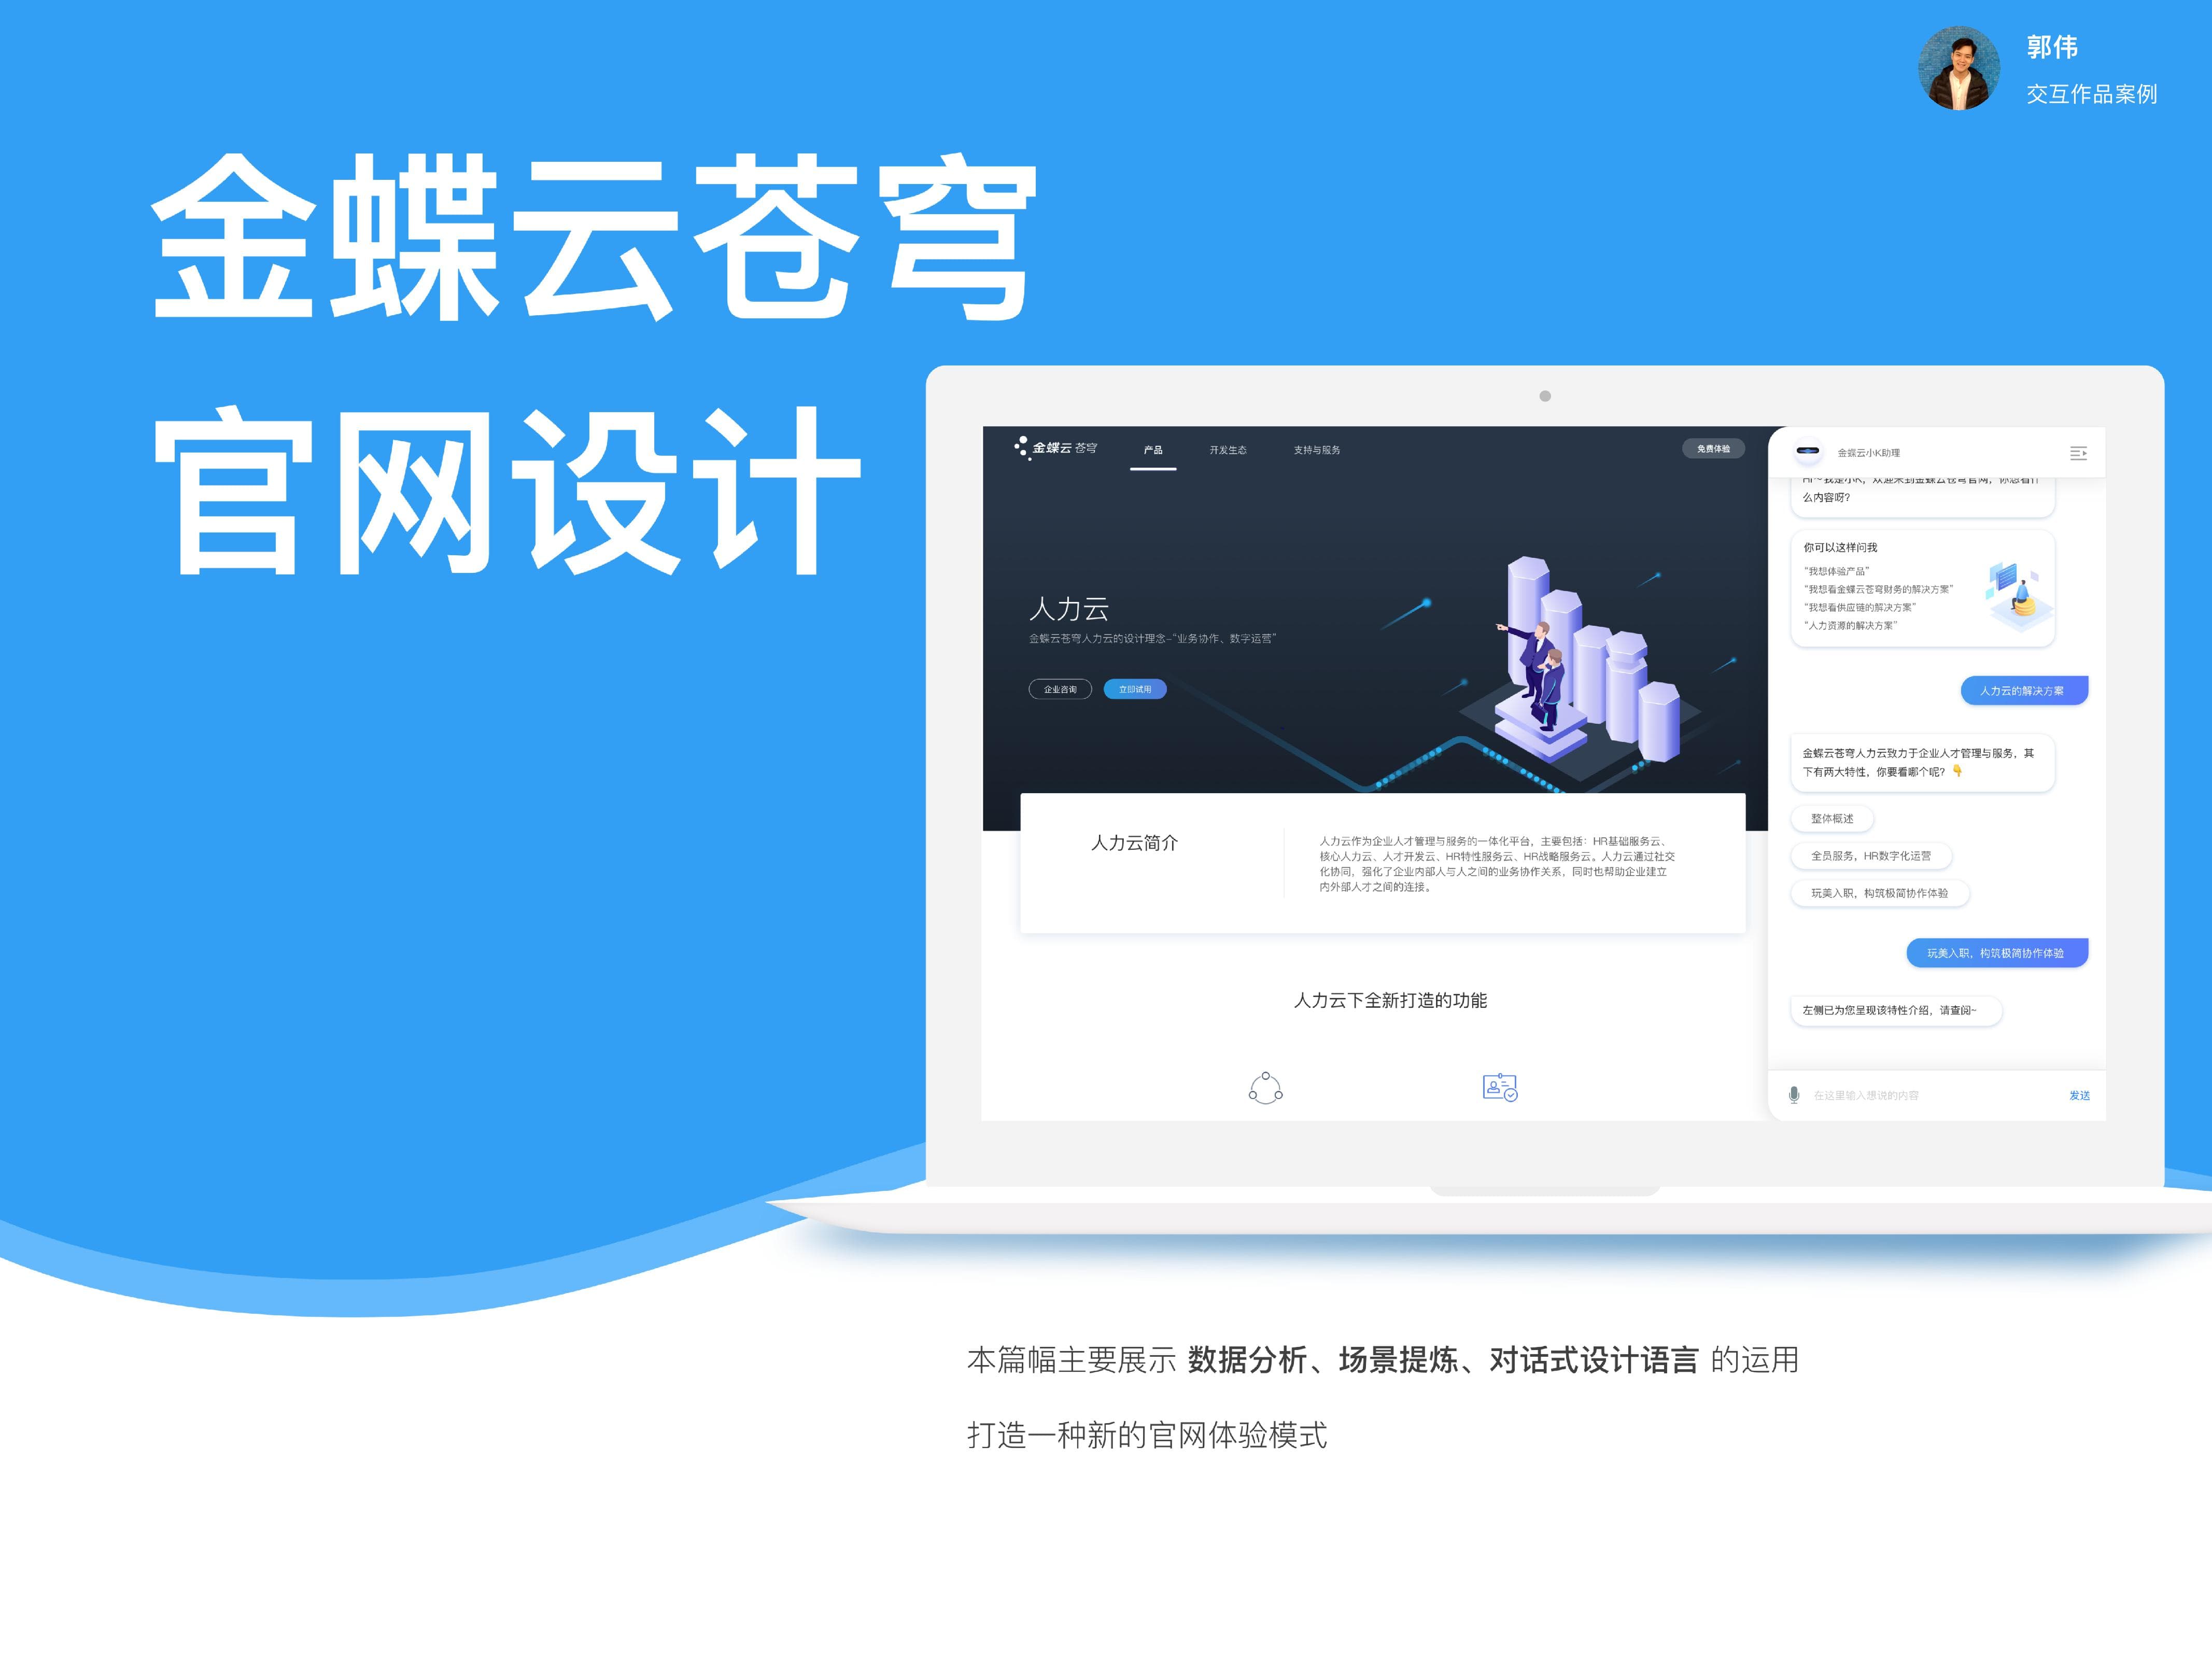 郭伟
交互作品案例
金蝶云苍穹
官网设计
金蝶云 苍穹
产品
开发生态
支持与服务
免费体验
人力云
金蝶云苍穹人力云的设计理念-“业务协作、数字运营”
企业咨询
立即试用
人力云简介
人力云作为企业人才管理与服务的一体化平台，主要包括：HR基础服务云、
核心人力云、人才开发云、HR特性服务云、HR战略服务云。人力云通过社交
化协同，强化了企业内部人与人之间的业务协作关系，同时也帮助企业建立
内外部人才之间的连接。
人力云下全新打造的功能
金蝶云小K助理
Hi～我是小K，欢迎来到金蝶云苍穹官网，你想看什
么内容呀？
你可以这样问我
“我想体验产品”
“我想看金蝶云苍穹财务的解决方案”
“我想看供应链的解决方案”
“人力资源的解决方案”
人力云的解决方案
金蝶云苍穹人力云致力于企业人才管理与服务，其
下有两大特性，你要看哪个呢？👇
整体概述
全员服务，HR数字化运营
玩美入职，构筑极简协作体验
玩美入职，构筑极简协作体验
左侧已为您呈现该特性介绍，请查阅~
在这里输入想说的内容
发送
本篇幅主要展示 数据分析、场景提炼、对话式设计语言 的运用
打造一种新的官网体验模式